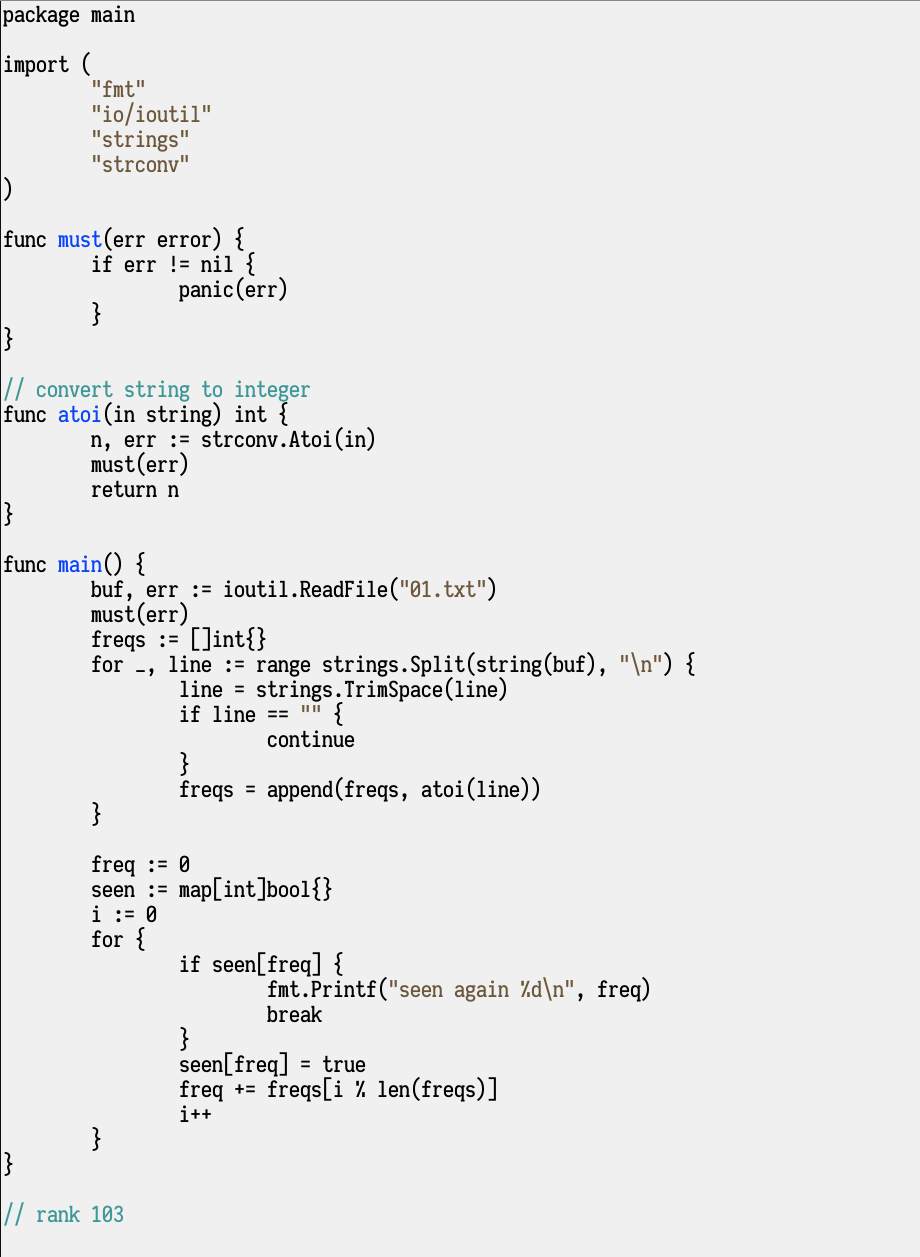 package main

import (
        "fmt"
        "io/ioutil"
        "strings"
        "strconv"
)

func must(err error) {
        if err != nil {
                panic(err)
        }
}

// convert string to integer
func atoi(in string) int {
        n, err := strconv.Atoi(in)
        must(err)
        return n
}

func main() {
        buf, err := ioutil.ReadFile("01.txt")
        must(err)
        freqs := []int{}
        for _, line := range strings.Split(string(buf), "\n") {
                line = strings.TrimSpace(line)
                if line == "" {
                        continue
                }
                freqs = append(freqs, atoi(line))
        }

        freq := 0
        seen := map[int]bool{}
        i := 0
        for {
                if seen[freq] {
                        fmt.Printf("seen again %d\n", freq)
                        break
                }
                seen[freq] = true
                freq += freqs[i % len(freqs)]
                i++
        }
}

// rank 103